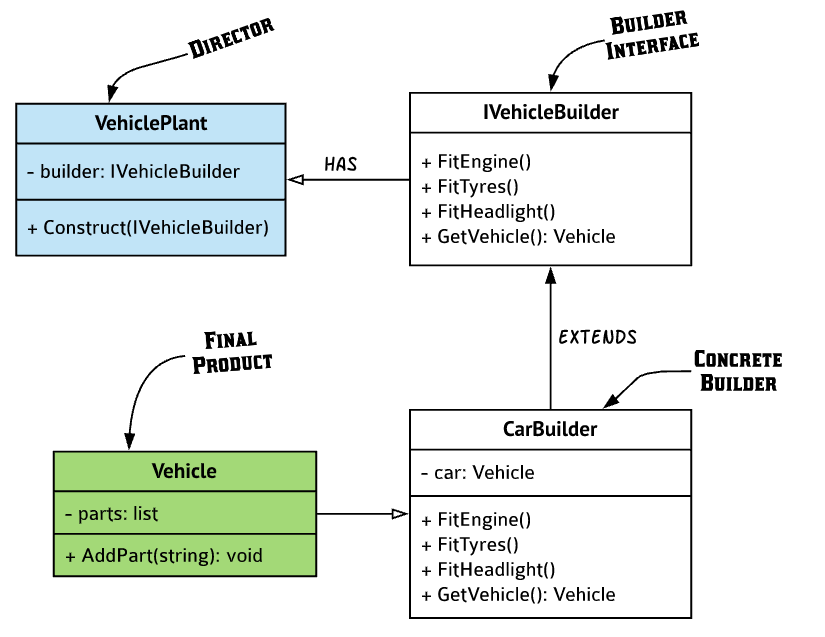 DIRECTOR
BUILDER
INTERFACE
VehiclePlant
- builder: IVehicleBuilder
+ Construct(IVehicleBuilder)
HAS
IVehicleBuilder
+ FitEngine()
+ FitTyres()
+ FitHeadlight()
+ GetVehicle(): Vehicle
EXTENDS
FINAL
PRODUCT
CONCRETE
BUILDER
Vehicle
- parts: list
+ AddPart(string): void
CarBuilder
- car: Vehicle
+ FitEngine()
+ FitTyres()
+ FitHeadlight()
+ GetVehicle(): Vehicle